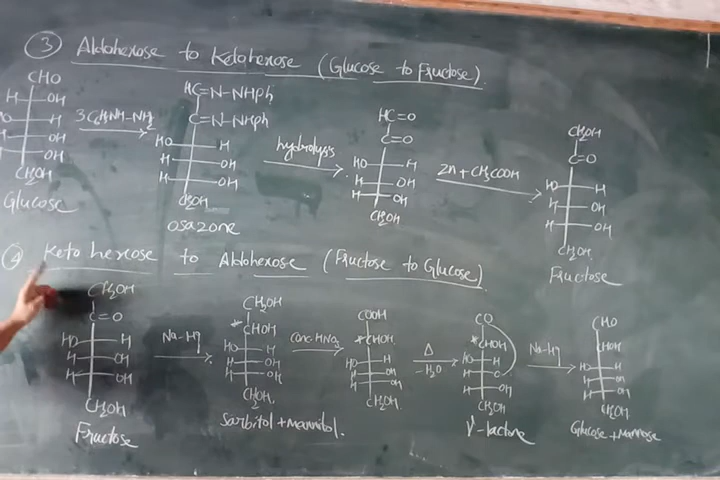 ③ Aldohexose to Ketohexose (Glucose to Fructose).
CHO
H OH
HO H
H OH
H OH
CH₂OH
Glucose
3C₆H₅NH-NH₂
HC=N-NHPh
C=N-NHPh
HO H
H OH
H OH
CH₂OH
osazone
hydrolysis
HC=O
C=O
HO H
H OH
H OH
CH₂OH
Zn+CH₃COOH
CH₂OH
C=O
HO H
H OH
H OH
CH₂OH
Fructose
④ Keto hexose to Aldohexose (Fructose to Glucose)
CH₂OH
C=O
HO H
H OH
H OH
CH₂OH
Fructose
Na-Hg
CH₂OH
*CHOH
HO H
H OH
H OH
CH₂OH.
Sorbitol+Mannitol.
Conc-HNO₃
COOH
*CHOH.
HO H
H OH
H OH
CH₂OH.
Δ
-H₂O
CO
*CHOH
HO H
H C
H OH
CH₂OH
γ-lactone
Na-Hg
CHO
CHOH
HO H
H OH
H OH
CH₂OH
Glucose+Mannose